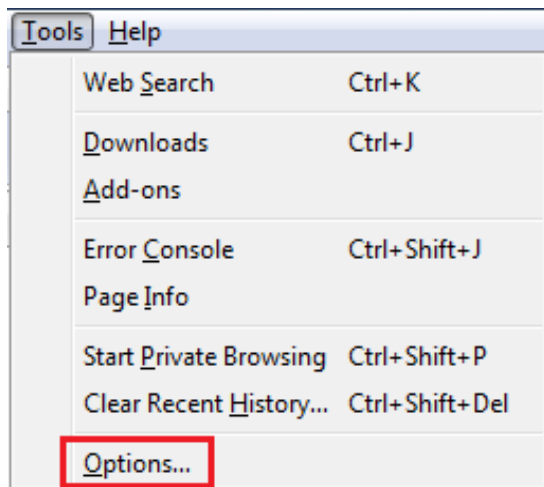 Tools Help
Web Search Ctrl+K
Downloads Ctrl+J
Add-ons
Error Console Ctrl+Shift+J
Page Info
Start Private Browsing Ctrl+Shift+P
Clear Recent History... Ctrl+Shift+Del
Options...